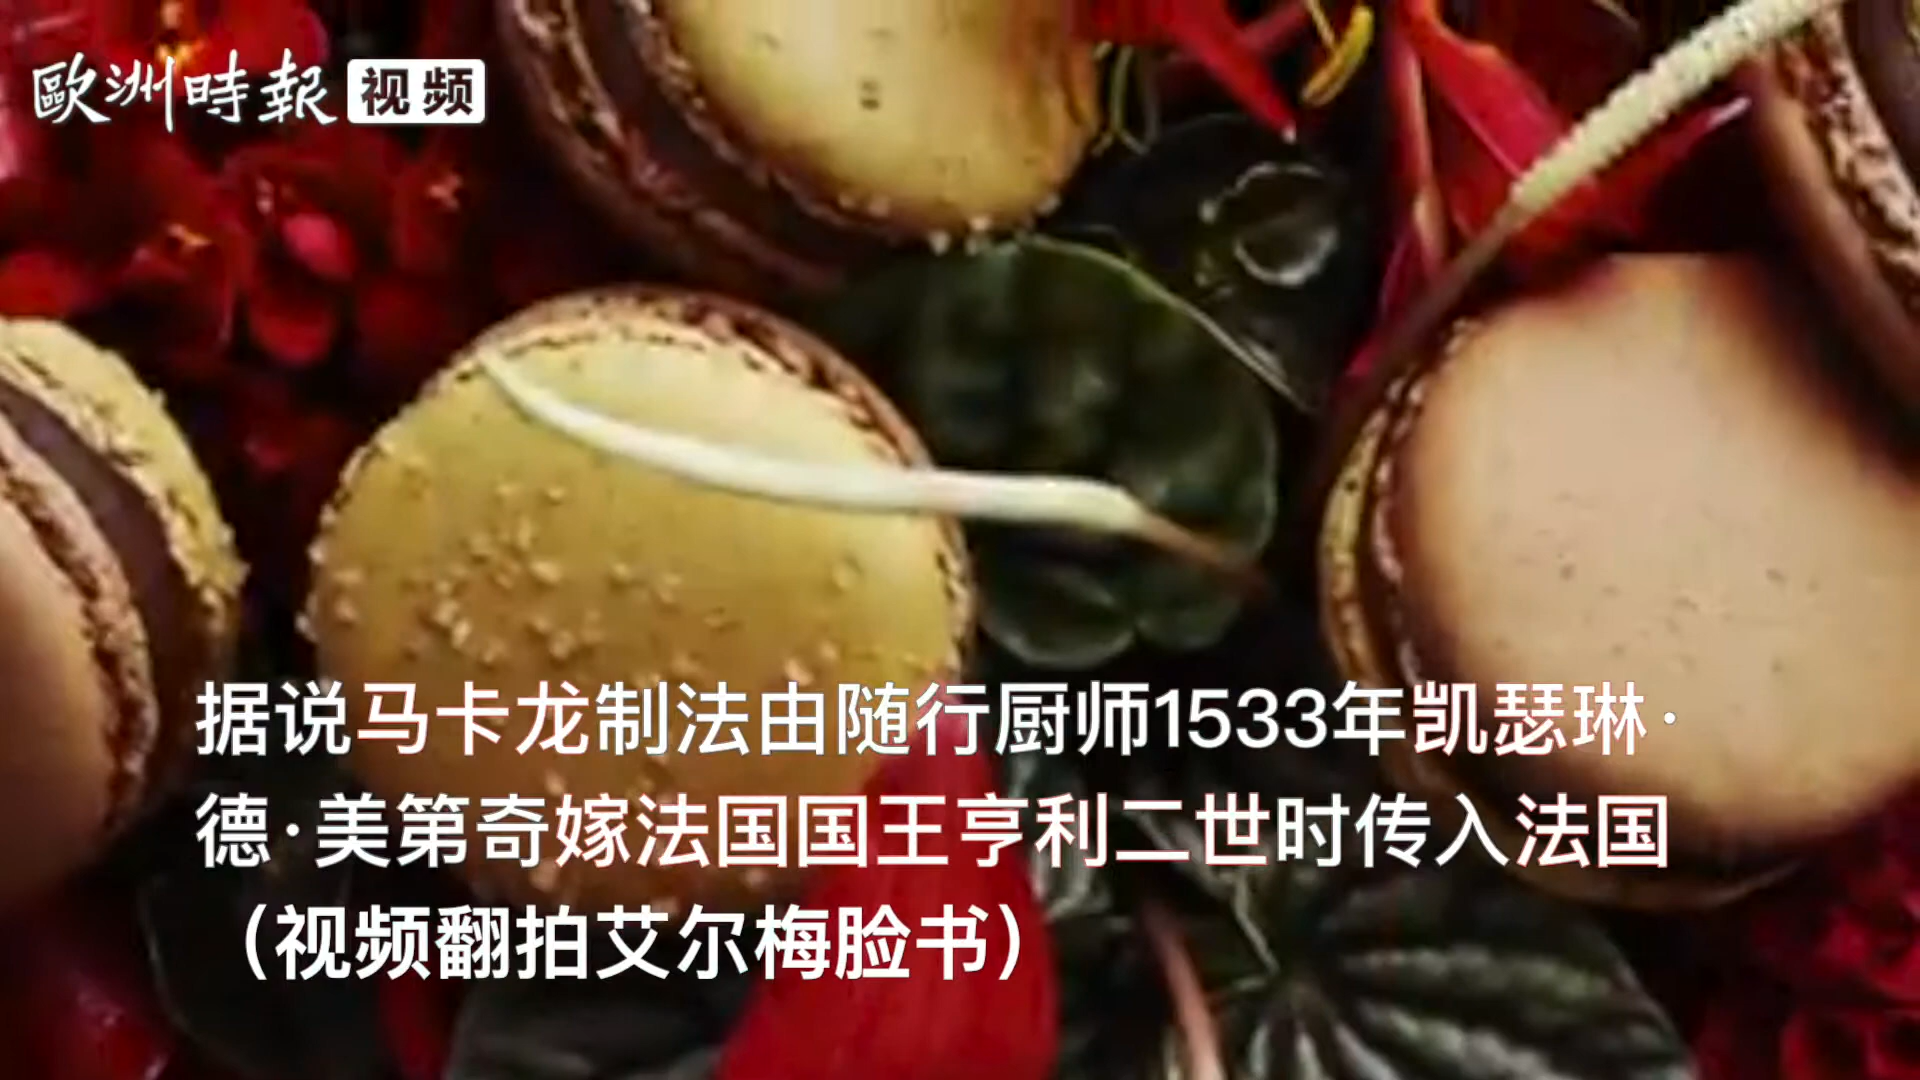 歐洲時報 视频
据说马卡龙制法由随行厨师1533年凯瑟琳·
德·美第奇嫁法国国王亨利二世时传入法国
（视频翻拍艾尔梅脸书）